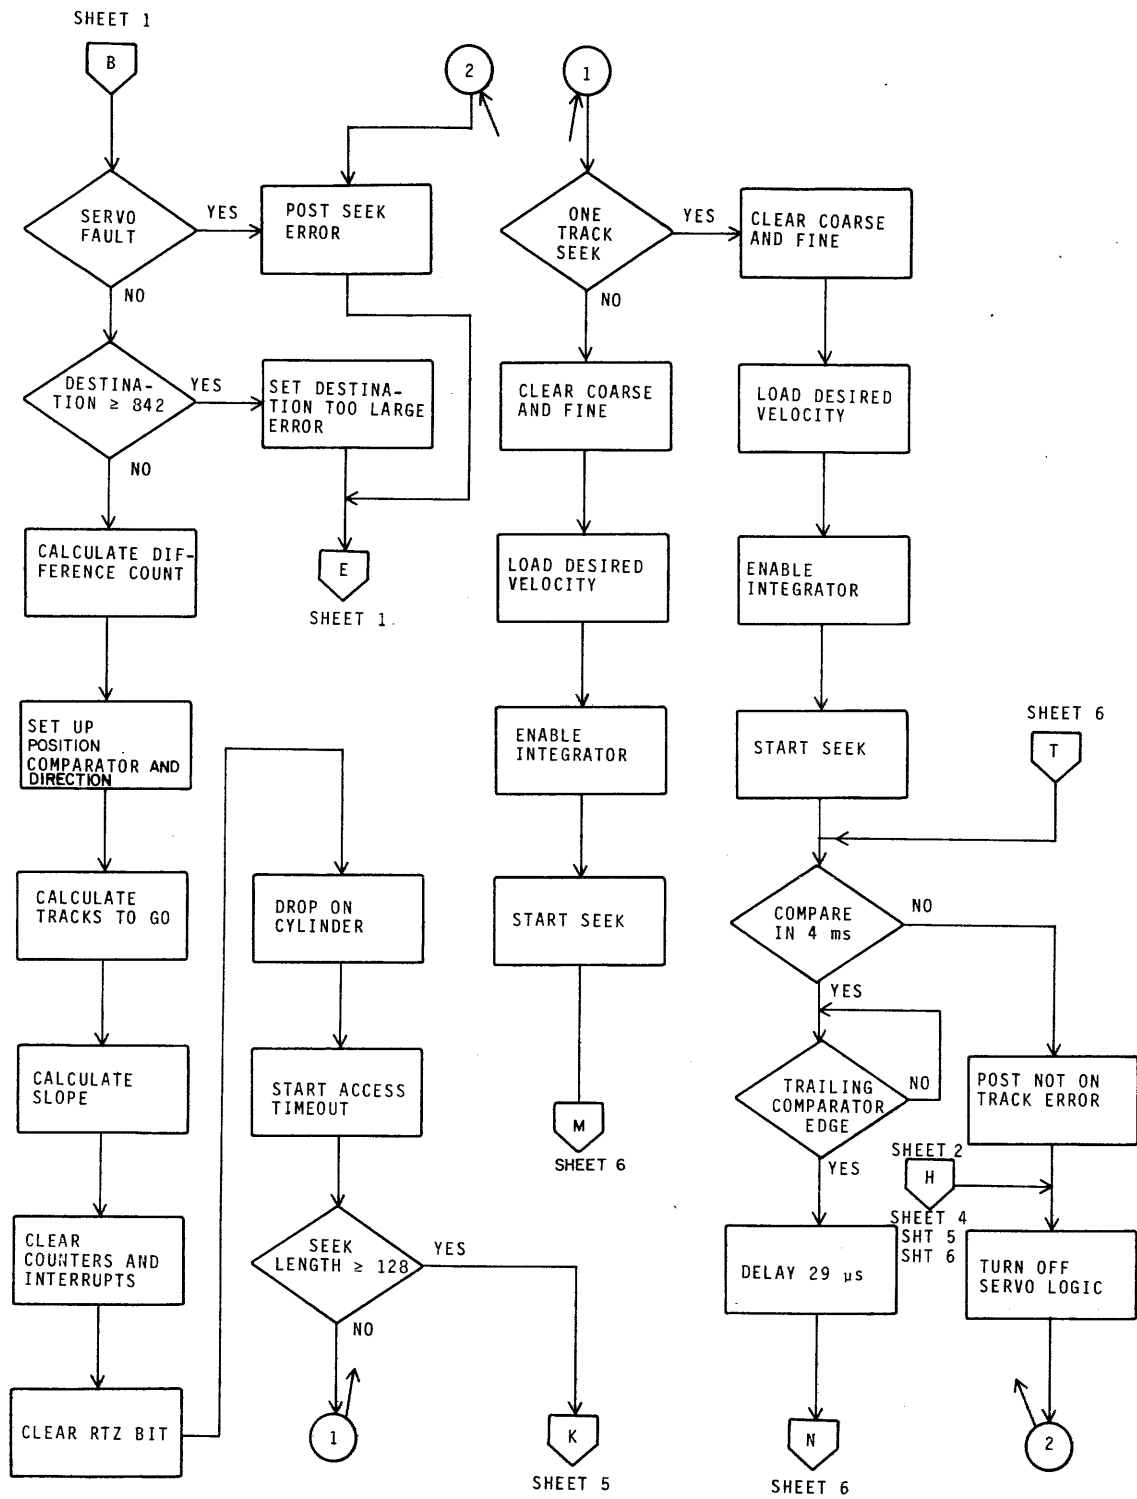 SHEET 1
B
SERVO
FAULT
YES
NO
POST SEEK
ERROR
2
DESTINA-
TION ≥ 842
YES
NO
SET DESTINA-
TION TOO LARGE
ERROR
E
SHEET 1
CALCULATE DIF-
FERENCE COUNT
SET UP
POSITION
COMPARATOR AND
DIRECTION
CALCULATE
TRACKS TO GO
CALCULATE
SLOPE
CLEAR
COUNTERS AND
INTERRUPTS
CLEAR RTZ BIT
DROP ON
CYLINDER
START ACCESS
TIMEOUT
SEEK
LENGTH ≥ 128
YES
NO
1
K
SHEET 5
1
ONE
TRACK
SEEK
YES
NO
CLEAR COARSE
AND FINE
LOAD DESIRED
VELOCITY
ENABLE
INTEGRATOR
START SEEK
M
SHEET 6
CLEAR COARSE
AND FINE
LOAD DESIRED
VELOCITY
ENABLE
INTEGRATOR
START SEEK
SHEET 6
T
COMPARE
IN 4 ms
NO
YES
TRAILING
COMPARATOR
EDGE
NO
YES
DELAY 29 µs
N
SHEET 6
POST NOT ON
TRACK ERROR
SHEET 2
H
SHEET 4
SHT 5
SHT 6
TURN OFF
SERVO LOGIC
2